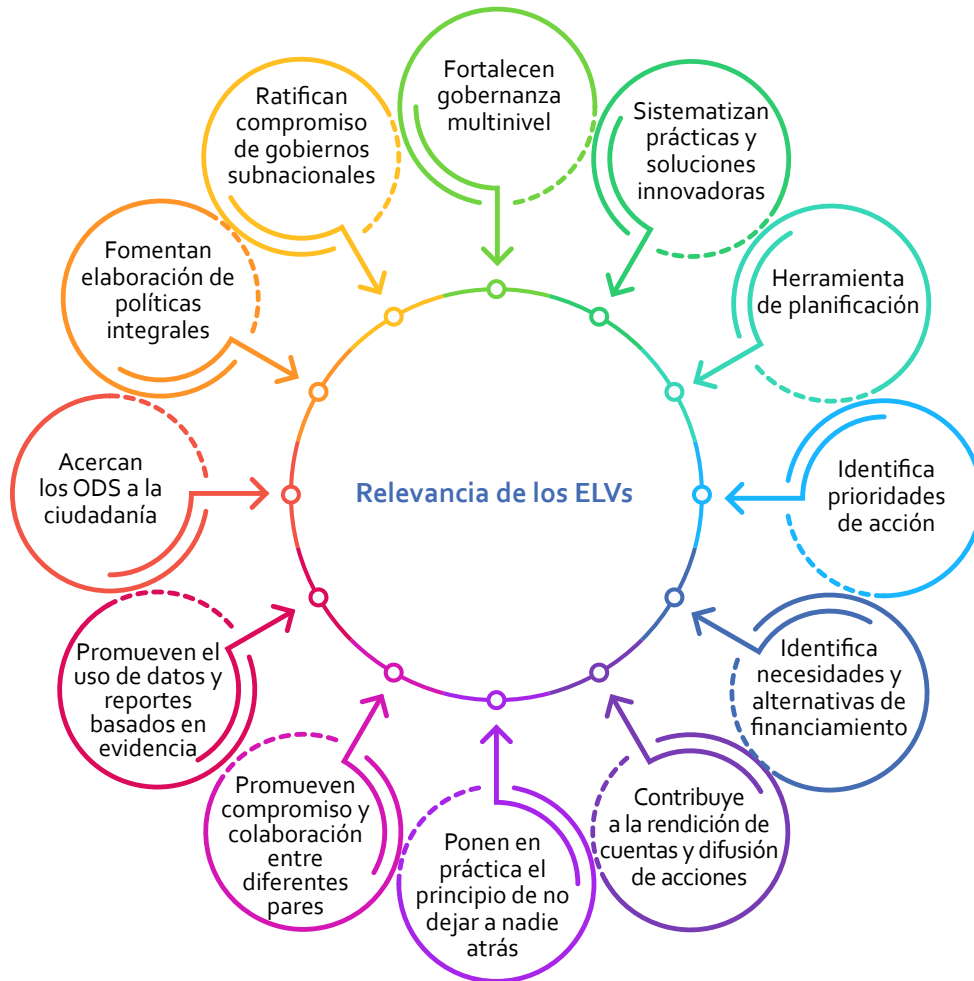 Fortalecen
gobernanza
multinivel
Sistematizan
prácticas y
soluciones
innovadoras
Herramienta
de planificación
Identifica
prioridades
de acción
Identifica
necesidades y
alternativas de
financiamiento
Contribuye
a la rendición de
cuentas y difusión
de acciones
Ponen en
práctica el
principio de no
dejar a nadie
atrás
Promueven
compromiso y
colaboración
entre
diferentes
pares
Promueven el
uso de datos y
reportes
basados en
evidencia
Acercan
los ODS a la
ciudadanía
Fomentan
elaboración de
políticas
integrales
Ratifican
compromiso
de gobiernos
subnacionales
Relevancia de los ELVs